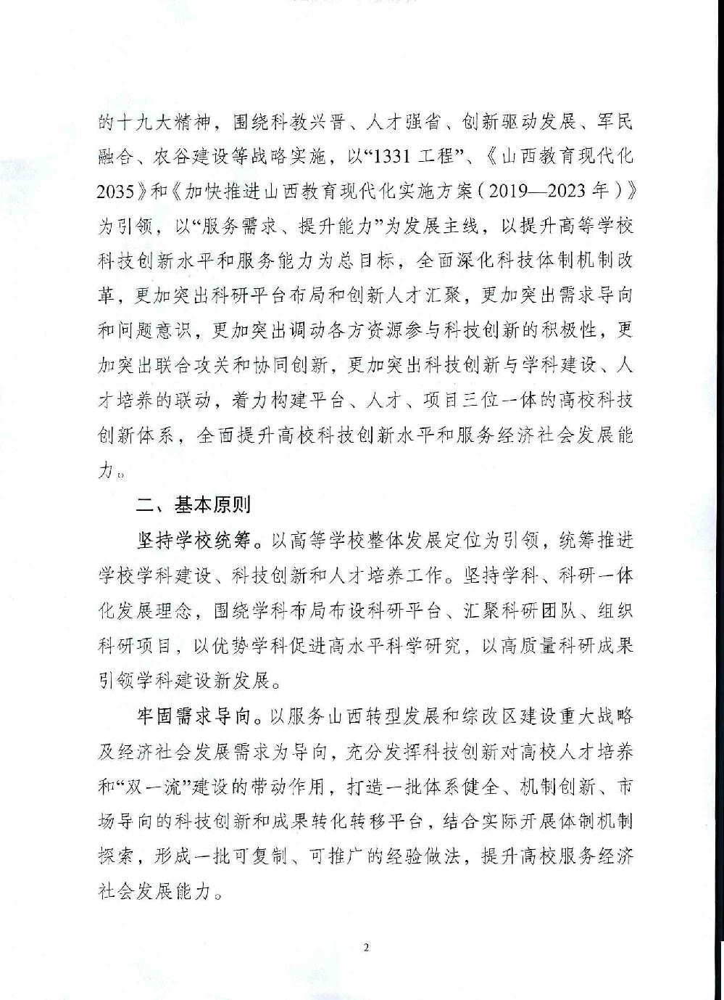 的十九大精神，围绕科教兴晋、人才强省、创新驱动发展、军民
融合、农谷建设等战略实施，以“1331 工程”、《山西教育现代化
2035》和《加快推进山西教育现代化实施方案（2019—2023 年）》
为引领，以“服务需求、提升能力”为发展主线，以提升高等学校
科技创新水平和服务能力为总目标，全面深化科技体制机制改
革，更加突出科研平台布局和创新人才汇聚，更加突出需求导向
和问题意识，更加突出调动各方资源参与科技创新的积极性，更
加突出联合攻关和协同创新，更加突出科技创新与学科建设、人
才培养的联动，着力构建平台、人才、项目三位一体的高校科技
创新体系，全面提升高校科技创新水平和服务经济社会发展能
力。
二、基本原则
坚持学校统筹。以高等学校整体发展定位为引领，统筹推进
学校学科建设、科技创新和人才培养工作。坚持学科、科研一体
化发展理念，围绕学科布局布设科研平台、汇聚科研团队、组织
科研项目，以优势学科促进高水平科学研究，以高质量科研成果
引领学科建设新发展。
牢固需求导向。以服务山西转型发展和综改区建设重大战略
及经济社会发展需求为导向，充分发挥科技创新对高校人才培养
和“双一流”建设的带动作用，打造一批体系健全、机制创新、市
场导向的科技创新和成果转化转移平台，结合实际开展体制机制
探索，形成一批可复制、可推广的经验做法，提升高校服务经济
社会发展能力。
2